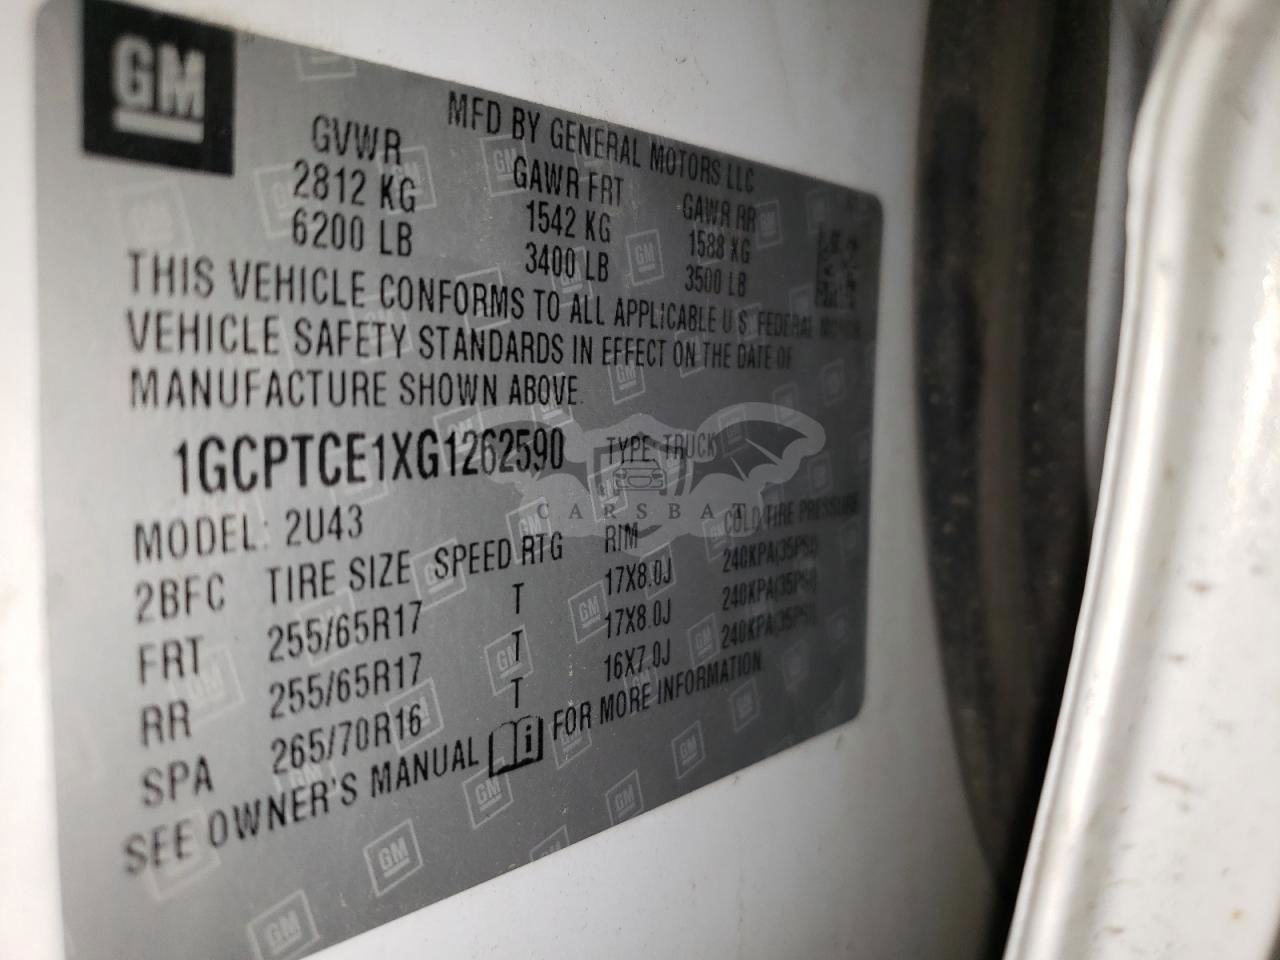 GM
MFD BY GENERAL MOTORS LLC
GVWR GAWR FRT GAWR RR
2812 KG 1542 KG 1588 KG
6200 LB 3400 LB 3500 LB
THIS VEHICLE CONFORMS TO ALL APPLICABLE U.S. FEDERAL MOTOR
VEHICLE SAFETY STANDARDS IN EFFECT ON THE DATE OF
MANUFACTURE SHOWN ABOVE.
1GCPTCE1XG1262590 TYPE: TRUCK
CARSBAT
MODEL: 2U43
2BFC TIRE SIZE SPEED RTG RIM COLD TIRE PRESSURE
FRT 255/65R17 T 17X8.0J 240KPA(35PSI)
RR 255/65R17 T 17X8.0J 240KPA(35PSI)
SPA 265/70R16 T 16X7.0J 240KPA(35PSI)
SEE OWNER'S MANUAL FOR MORE INFORMATION